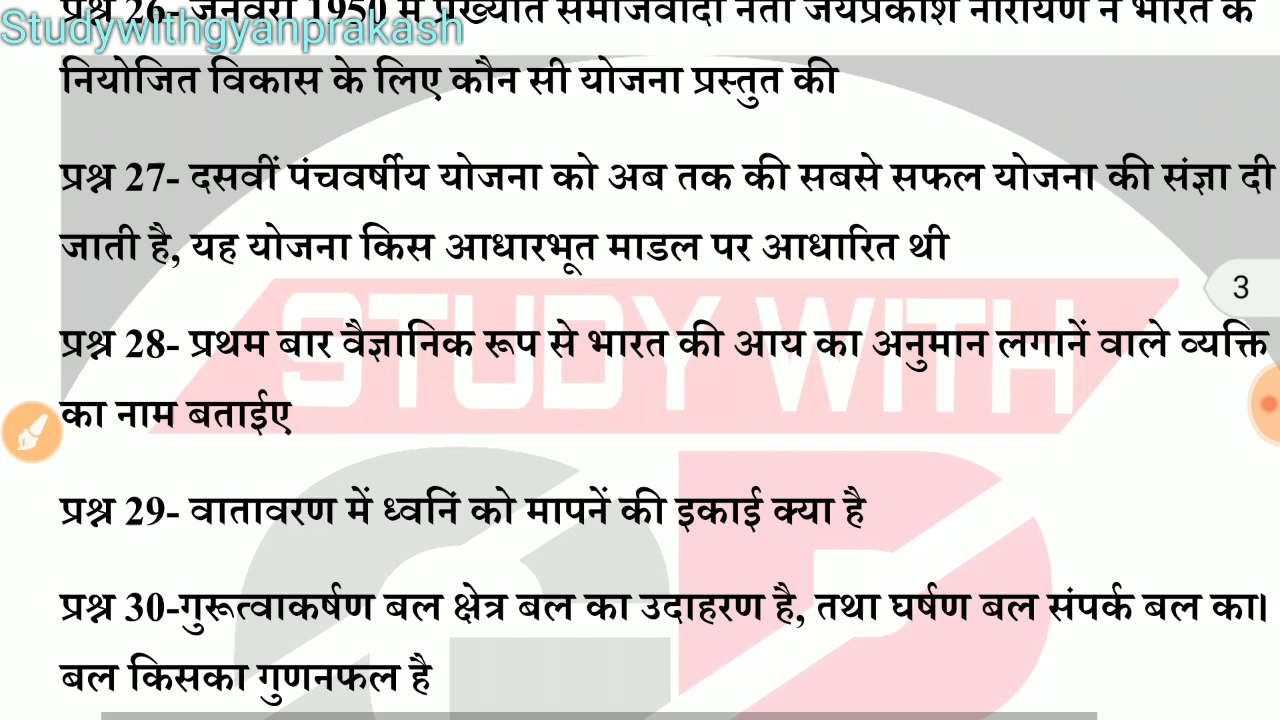 प्रश्न 26- जनवरी 1950 में प्रख्यात समाजवादी नेता जयप्रकाश नारायण ने भारत के
Studywithgyanprakash
नियोजित विकास के लिए कौन सी योजना प्रस्तुत की
प्रश्न 27- दसवीं पंचवर्षीय योजना को अब तक की सबसे सफल योजना की संज्ञा दी
जाती है, यह योजना किस आधारभूत माडल पर आधारित थी
3
STUDY WITH
प्रश्न 28- प्रथम बार वैज्ञानिक रूप से भारत की आय का अनुमान लगानें वाले व्यक्ति
का नाम बताईए
प्रश्न 29- वातावरण में ध्वनिं को मापनें की इकाई क्या है
प्रश्न 30-गुरूत्वाकर्षण बल क्षेत्र बल का उदाहरण है, तथा घर्षण बल संपर्क बल का।
बल किसका गुणनफल है